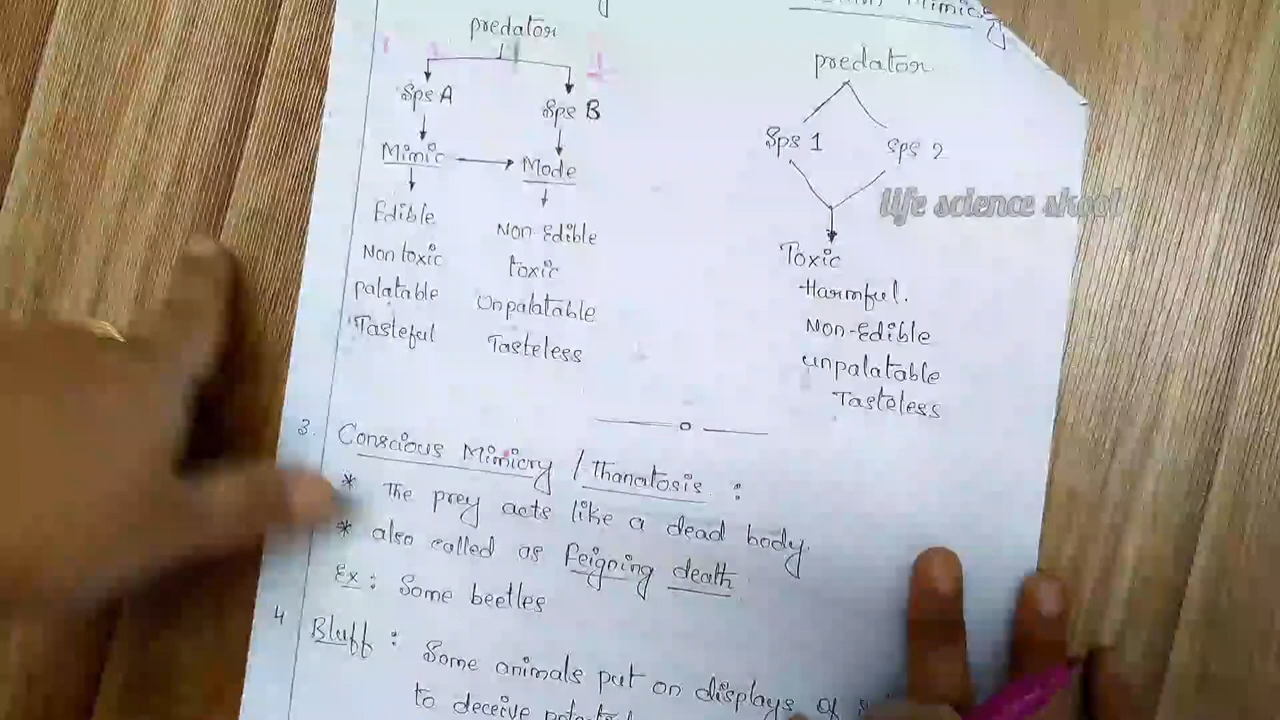 Mimicry
predator
Sps A
Sps B
Mimic
Mode
Edible
Non-Edible
Non toxic
toxic
palatable
Unpalatable
Tasteful
Tasteless
predator
Sps 1
Sps 2
life science skool
Toxic
Harmful.
Non-Edible
unpalatable
Tasteless
3. Conscious Mimicry / Thanatosis :
* The prey acts like a dead body.
* also called as Feigning death
Ex : Some beetles
4 Bluff : Some animals put on displays of
to deceive